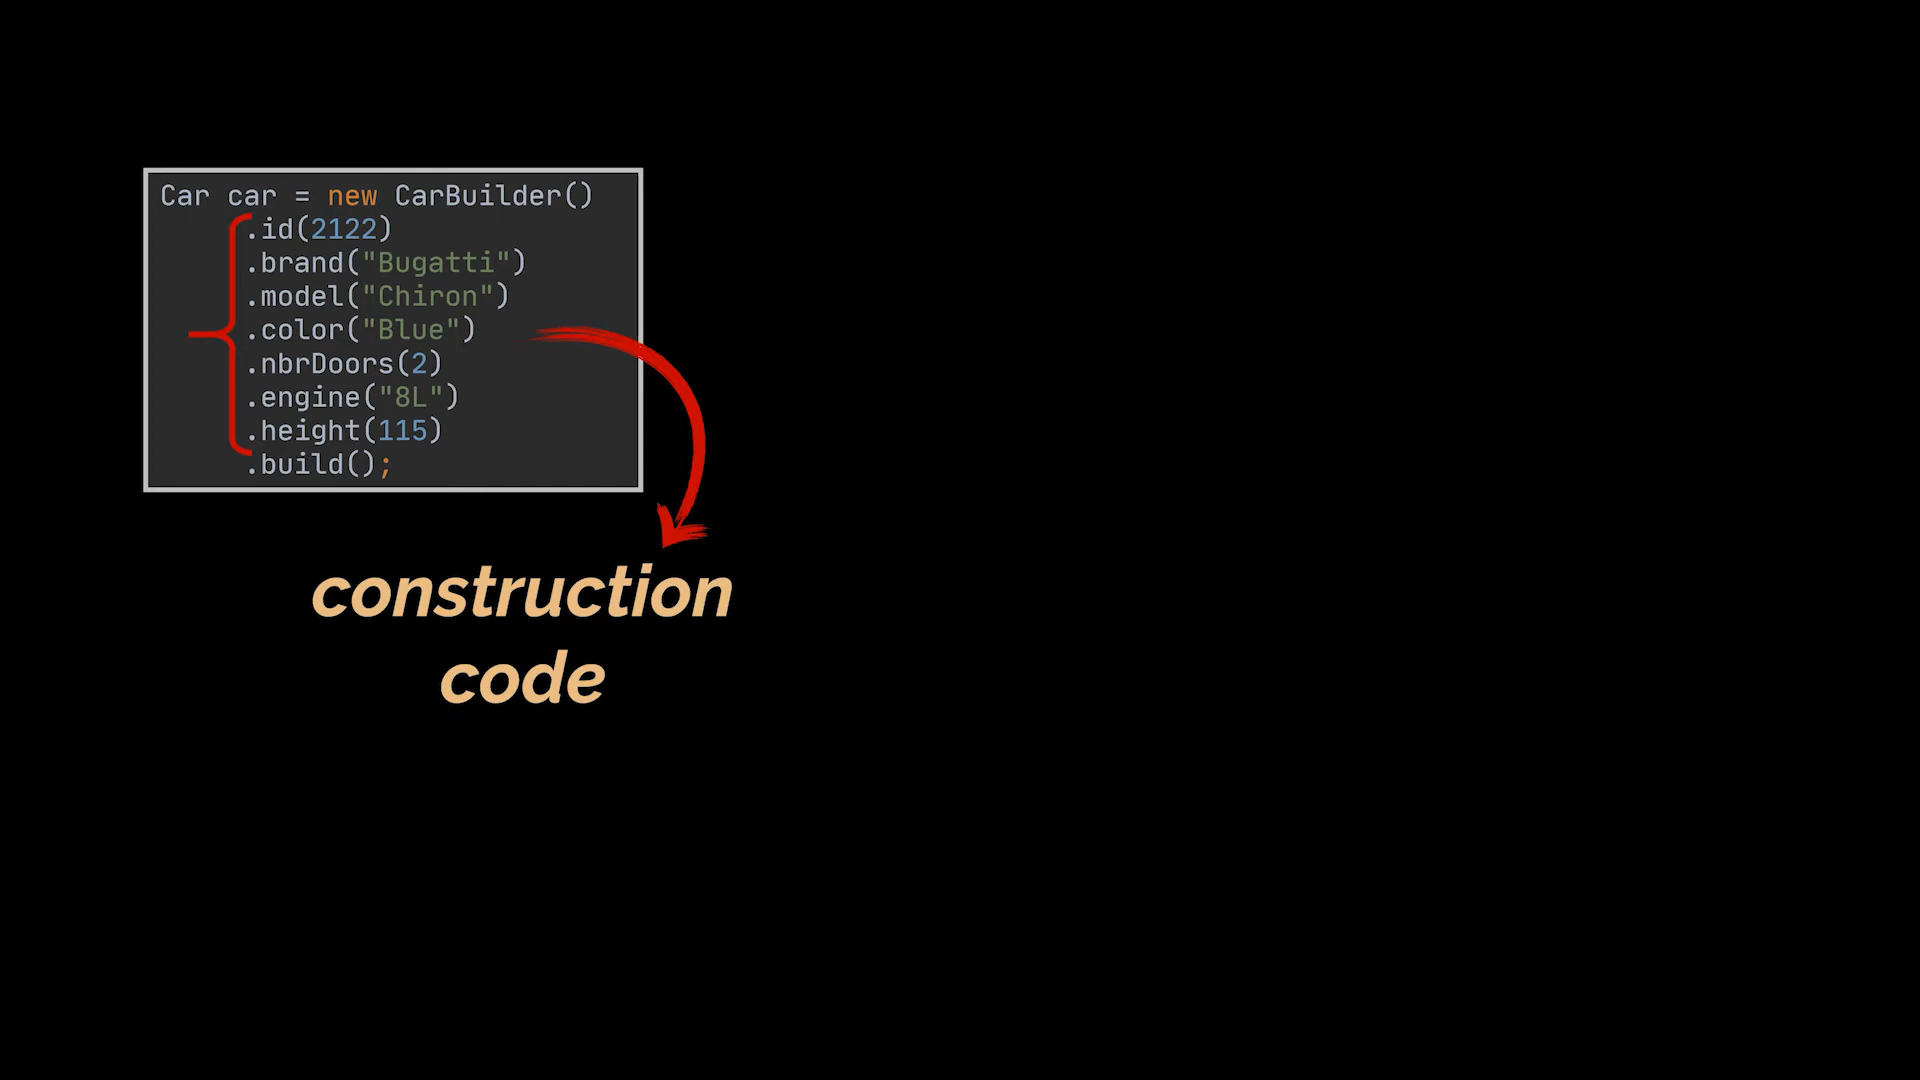 Car car = new CarBuilder()
.id(2122)
.brand("Bugatti")
.model("Chiron")
.color("Blue")
.nbrDoors(2)
.engine("8L")
.height(115)
.build();
construction
code